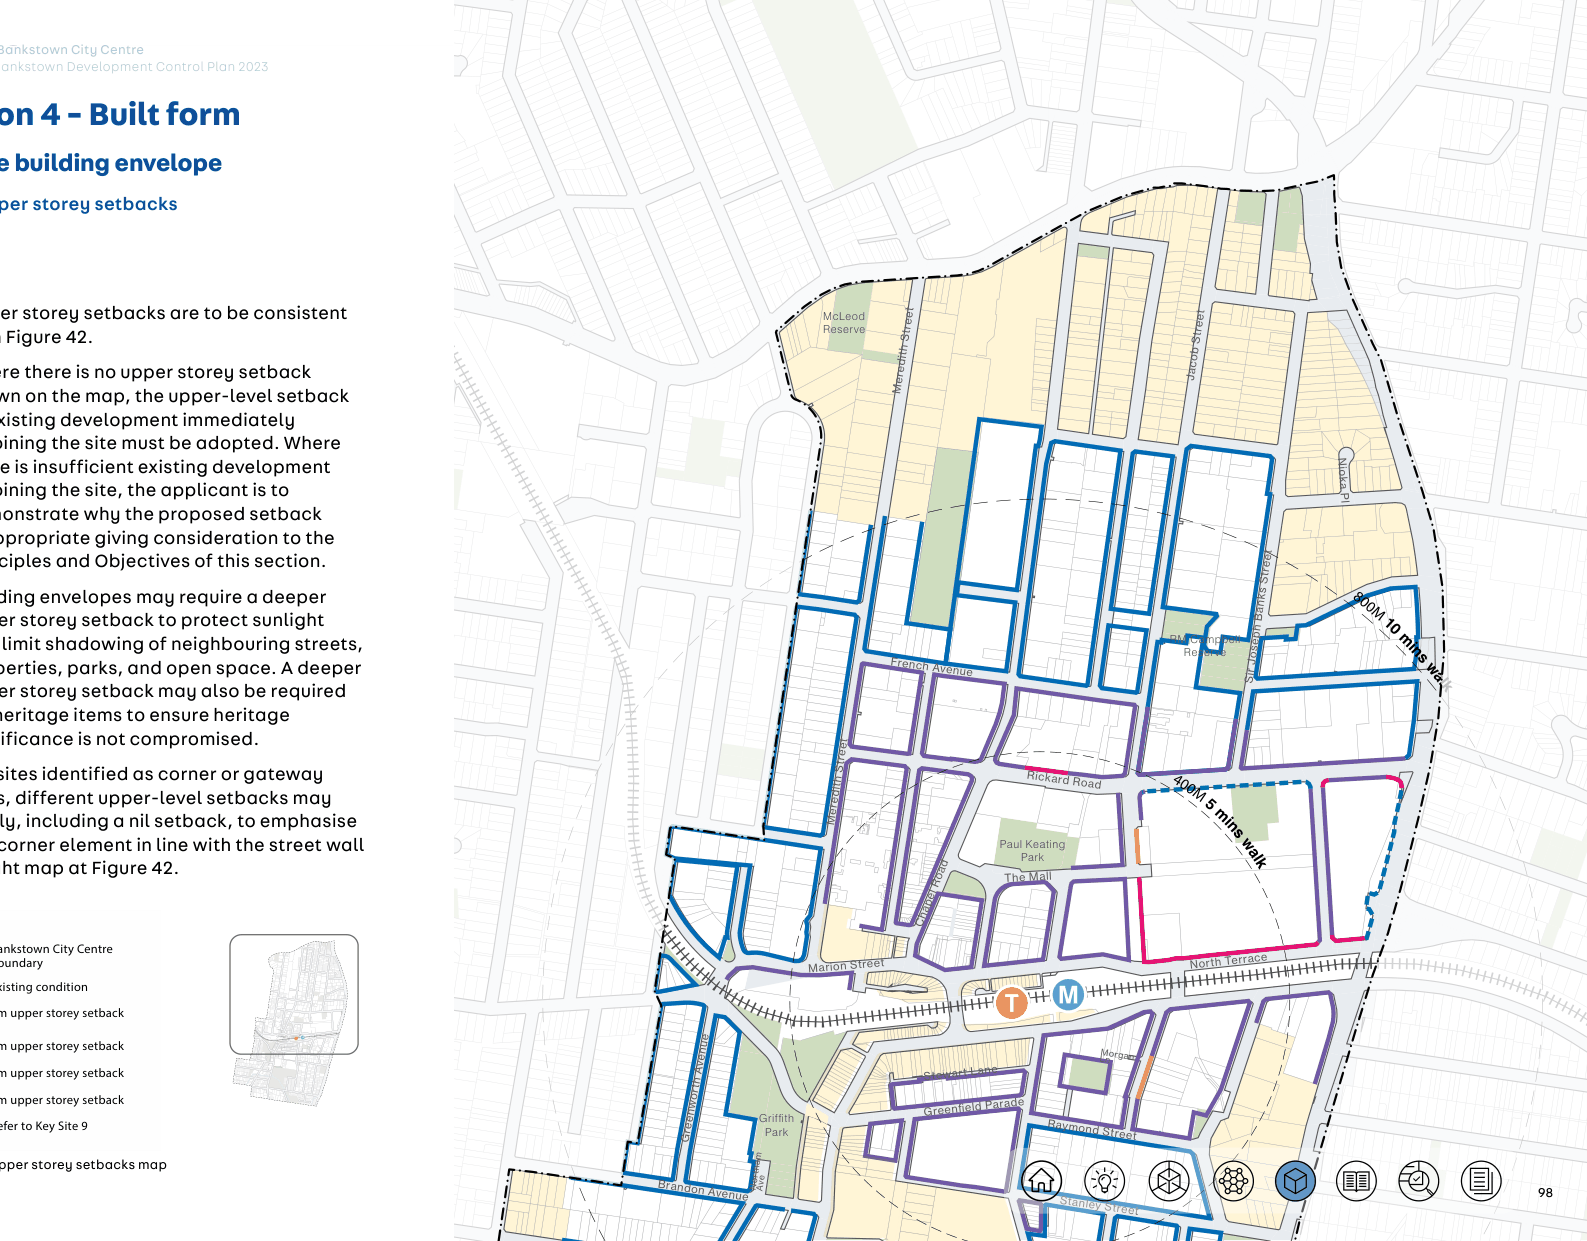 Bankstown City Centre
ankstown Development Control Plan 2023
on 4 – Built form
e building envelope
per storey setbacks
er storey setbacks are to be consistent
n Figure 42.
ere there is no upper storey setback
wn on the map, the upper-level setback
xisting development immediately
oining the site must be adopted. Where
e is insufficient existing development
oining the site, the applicant is to
nonstrate why the proposed setback
ppropriate giving consideration to the
ciples and Objectives of this section.
ding envelopes may require a deeper
er storey setback to protect sunlight
limit shadowing of neighbouring streets,
perties, parks, and open space. A deeper
er storey setback may also be required
heritage items to ensure heritage
ificance is not compromised.
sites identified as corner or gateway
s, different upper-level setbacks may
ly, including a nil setback, to emphasise
corner element in line with the street wall
ht map at Figure 42.
ankstown City Centre
oundary
xisting condition
m upper storey setback
m upper storey setback
m upper storey setback
m upper storey setback
efer to Key Site 9
pper storey setbacks map
McLeod
Reserve
Meredith Street
Jacob Street
Nioka Pl
Sir Joseph Banks Street
800M 10 mins walk
RM Campbell
Reserve
French Avenue
Meredith Street
Rickard Road
400M 5 mins walk
Paul Keating
Park
The Mall
Chapel Road
Marion Street
North Terrace
T
M
Morgan
Stewart Lane
Greenfield Parade
Raymond Street
Greenworth Avenue
Griffith
Park
Ave
Brandon Avenue
Stanley Street
98